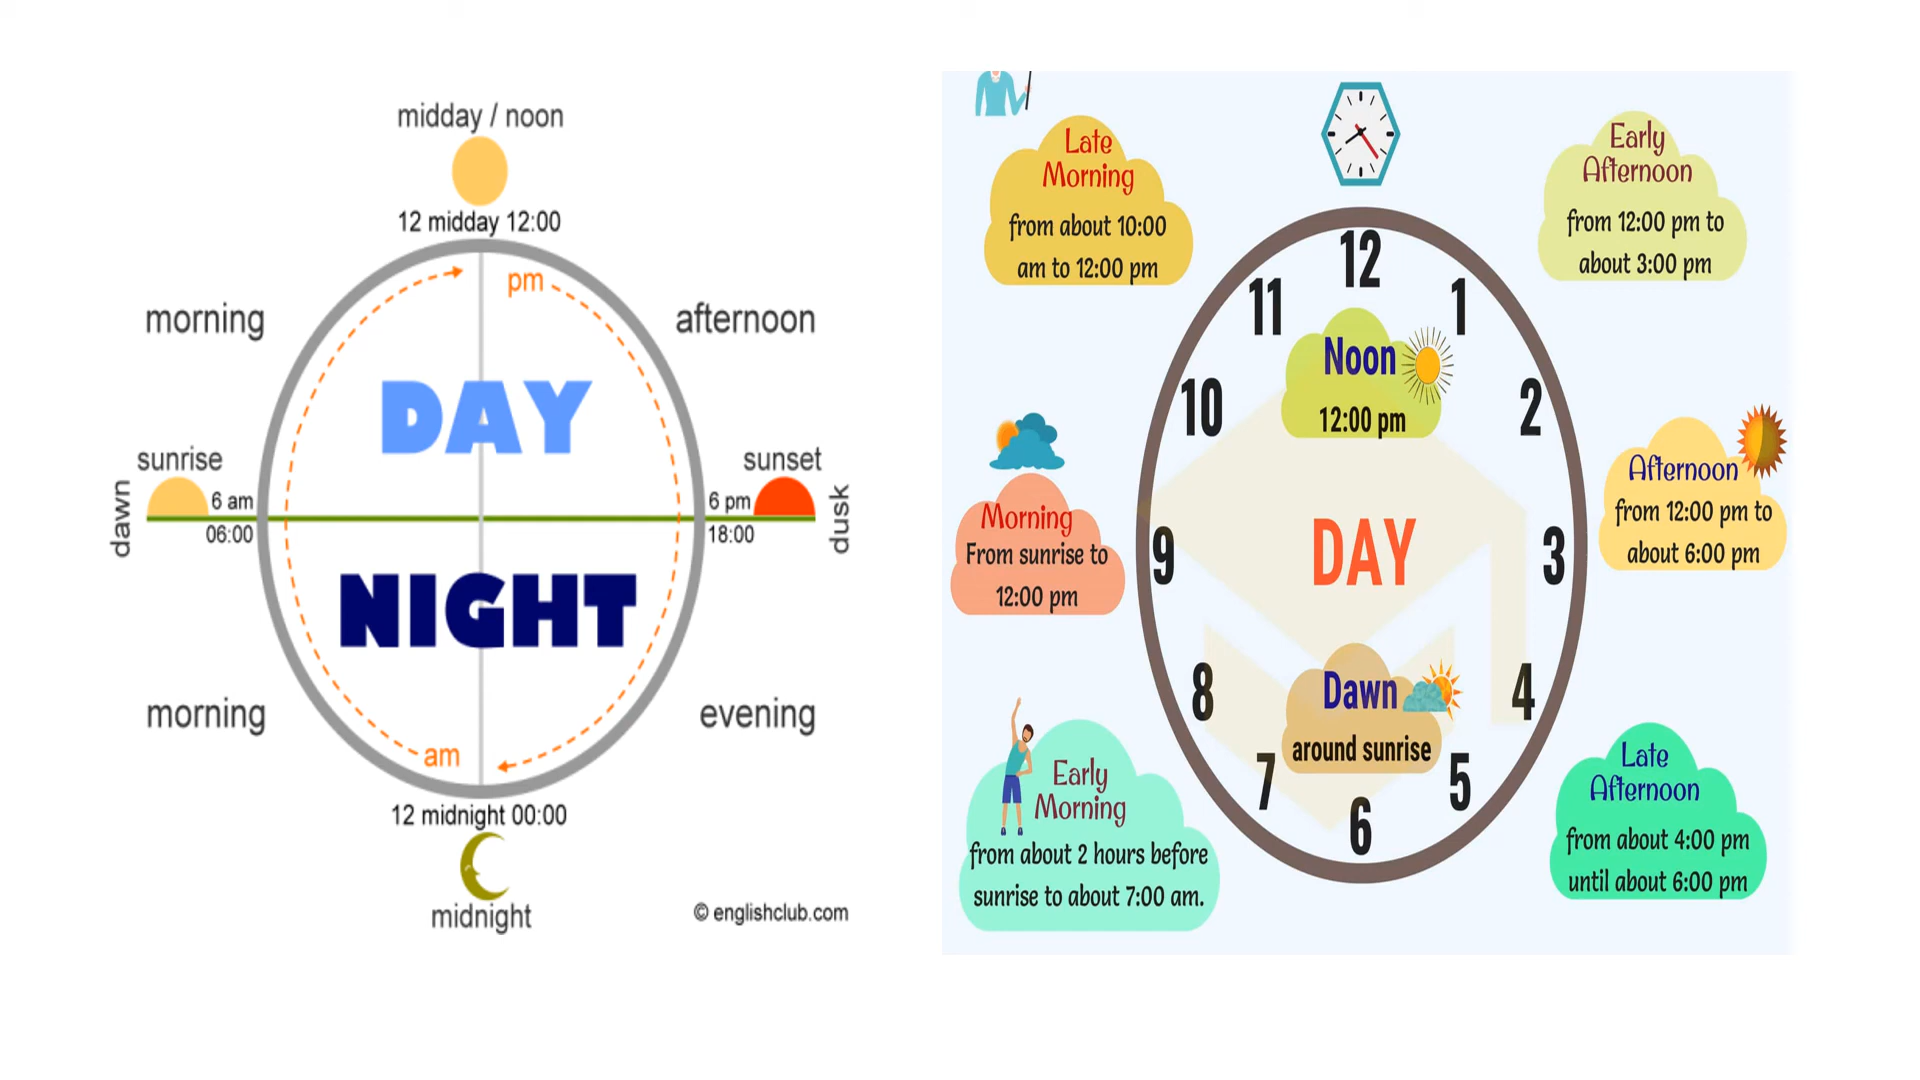 midday / noon
12 midday 12:00
pm
morning
afternoon
DAY
sunrise
sunset
dawn
6 am
6 pm
dusk
06:00
18:00
NIGHT
morning
evening
am
12 midnight 00:00
midnight
© englishclub.com
Late
Morning
from about 10:00
am to 12:00 pm
Early
Afternoon
from 12:00 pm to
about 3:00 pm
12
11
1
Noon
12:00 pm
10
2
Afternoon
from 12:00 pm to
about 6:00 pm
Morning
From sunrise to
12:00 pm
9
DAY
3
8
Dawn
around sunrise
4
7
5
6
Early
Morning
from about 2 hours before
sunrise to about 7:00 am.
Late
Afternoon
from about 4:00 pm
until about 6:00 pm